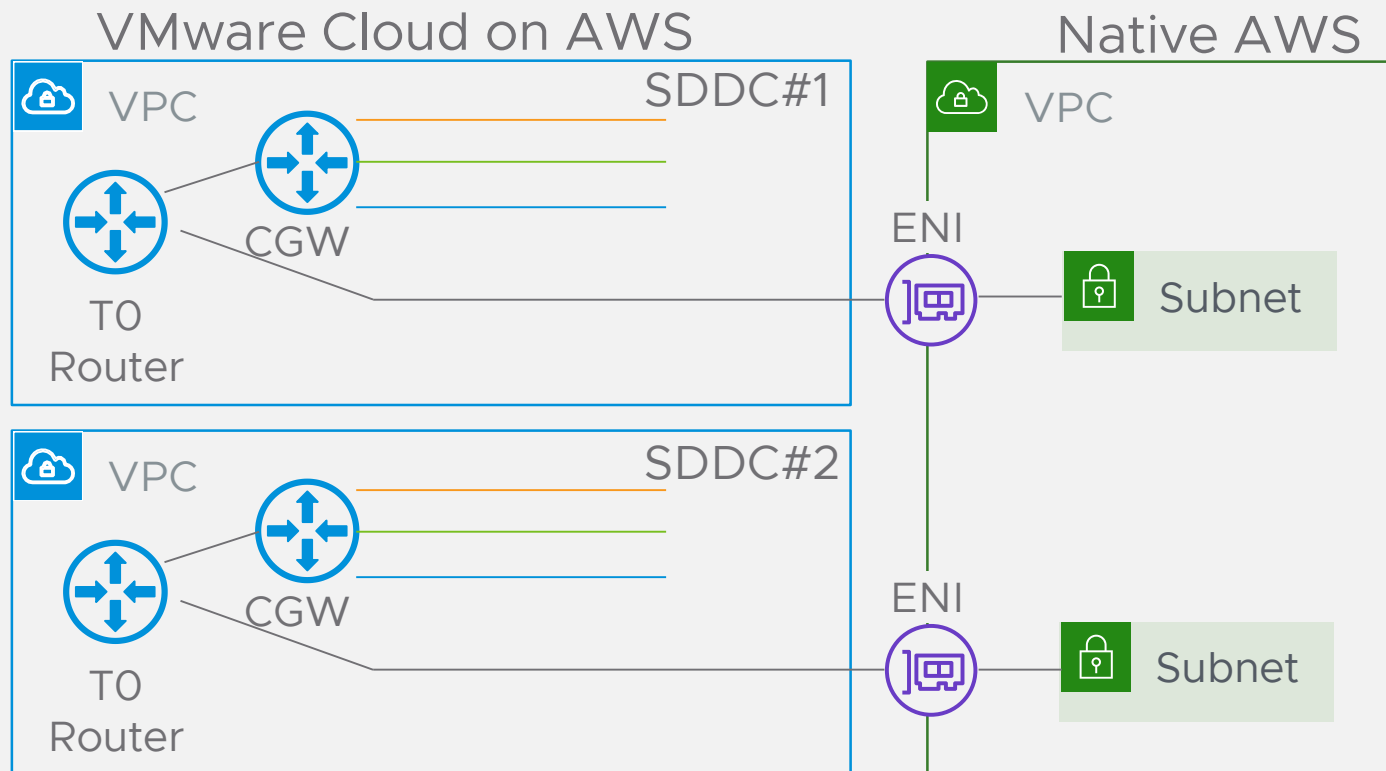 VMware Cloud on AWS
Native AWS
VPC
SDDC#1
CGW
T0
Router
VPC
ENI
Subnet
VPC
SDDC#2
CGW
T0
Router
ENI
Subnet